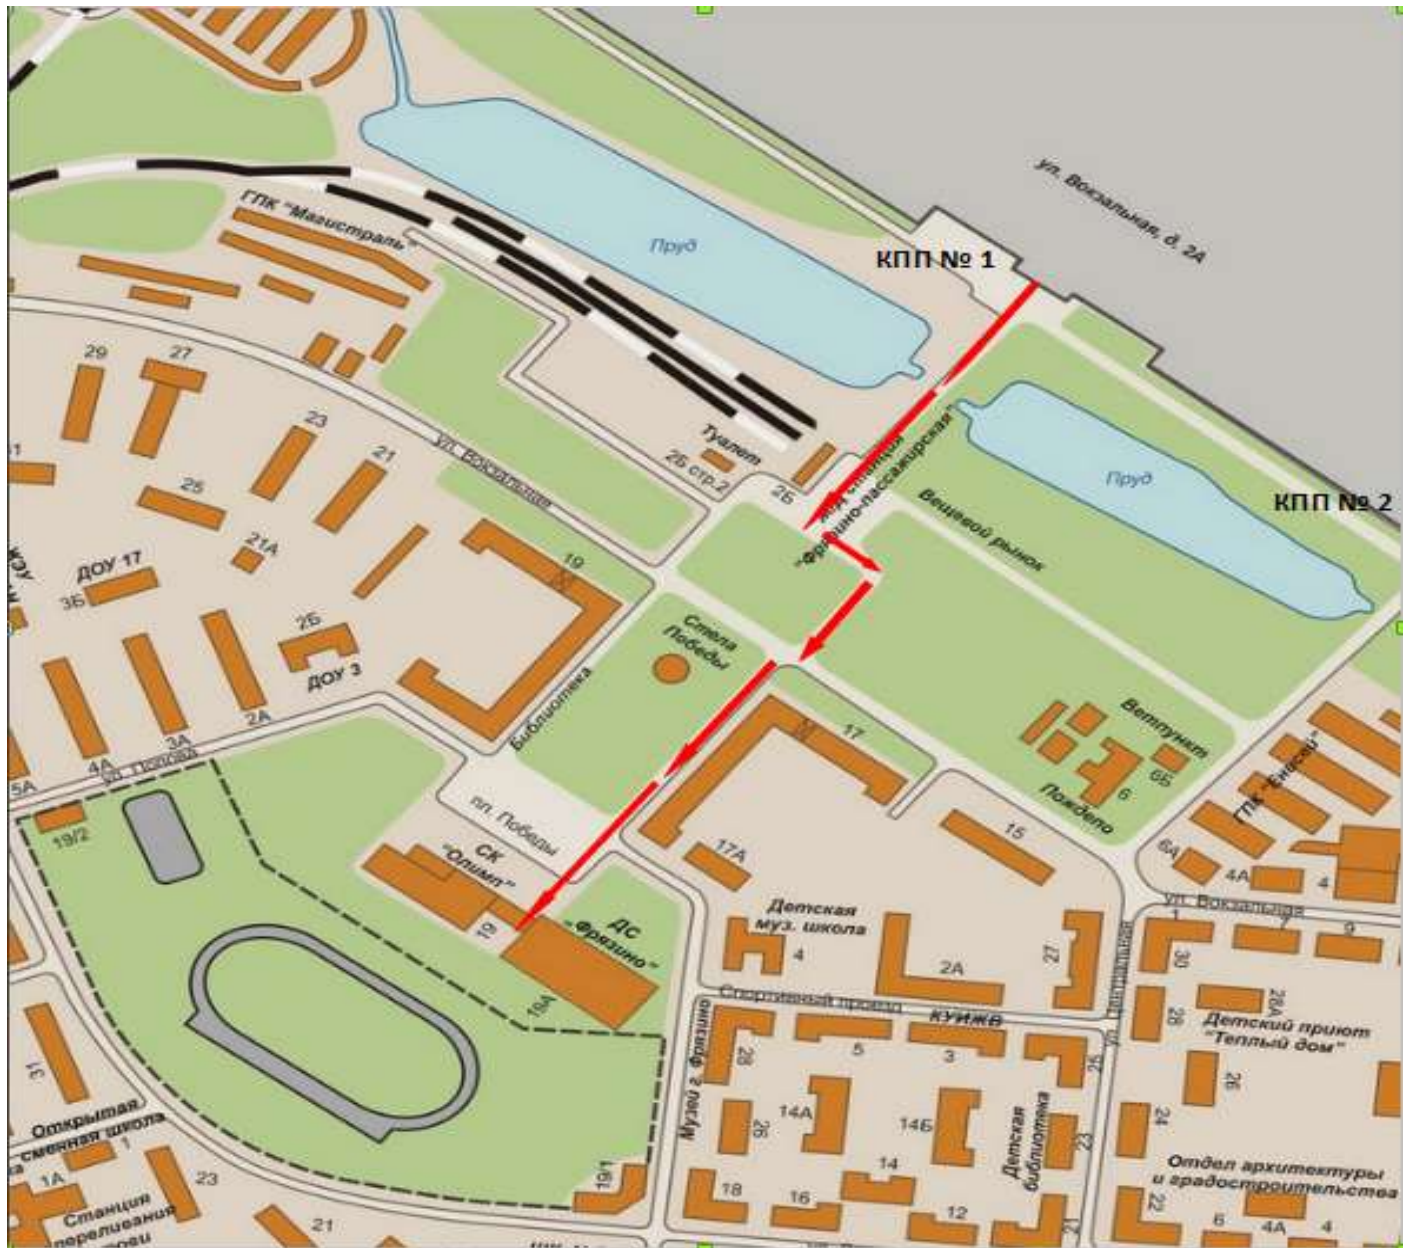 ул. Вокзальная, д. 2А
КПП № 1
ГПК "Магистраль"
Пруд
29
27
23
21
25
21А
ул. Вокзальная
Туалет
2Б стр.2
2Б
ж/д станция
"Фрязино-пассажирская"
Вещевой рынок
Пруд
КПП № 2
ДОУ 17
3Б
2Б
ДОУ 3
19
Стела
Победы
Библиотека
2А
3А
4А
5А
ул. Попова
17
Ветпункт
6Б
6
Пождепо
ГПК "Енисей"
19/2
пл. Победы
СК
"Олимп"
19
ДС
"Фрязино"
19А
17А
15
6А
4А
4
ул. Вокзальная
1
7
9
Детская
муз. школа
4
2А
27
ул. Центральная
30
28
28А
Детский приют
"Теплый дом"
26
24
Спортивный проезд
КУИЖВ
Музей г. Фрязино
28
5
3
25
26
14А
14Б
Детская
библиотека
23
14
18
16
12
21
22
Отдел архитектуры
и градостроительства
6
4А
4
31
Открытая
сменная школа
1
1А
23
Станция
переливания
21
19/1